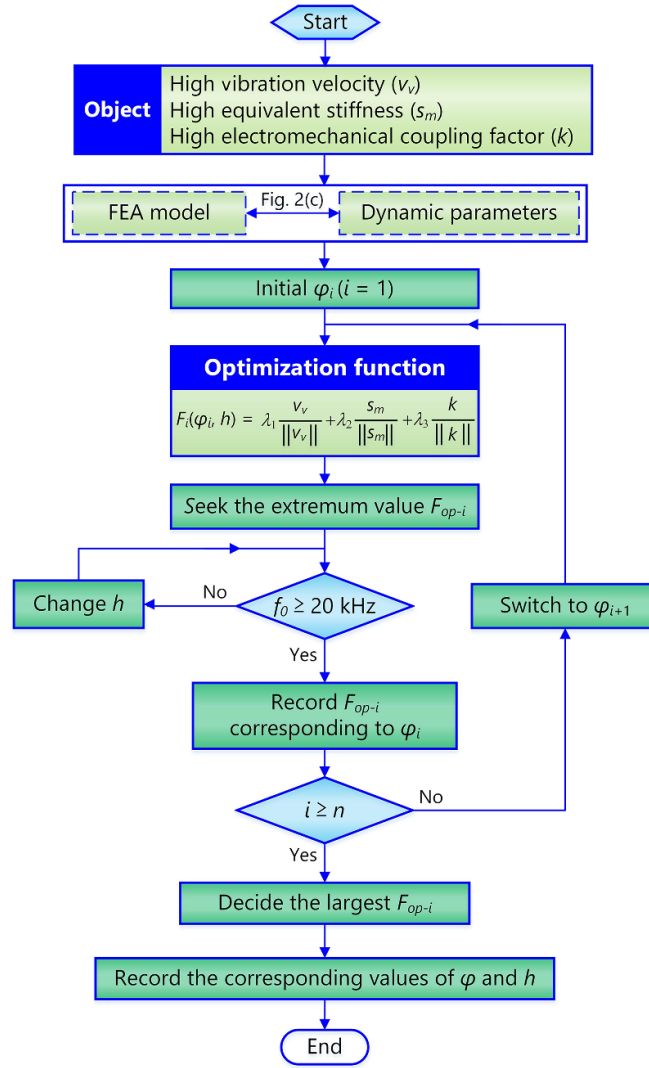 Start
Object
High vibration velocity (vᵥ)
High equivalent stiffness (sₘ)
High electromechanical coupling factor (k)
FEA model
Fig. 2(c)
Dynamic parameters
Initial φᵢ (i = 1)
Optimization function
Fᵢ(φᵢ, h) = λ₁ vᵥ/||vᵥ|| + λ₂ sₘ/||sₘ|| + λ₃ k/||k||
Seek the extremum value F_op-i
Change h
No
f₀ ≥ 20 kHz
Switch to φᵢ₊₁
Yes
Record F_op-i
corresponding to φᵢ
i ≥ n
No
Yes
Decide the largest F_op-i
Record the corresponding values of φ and h
End